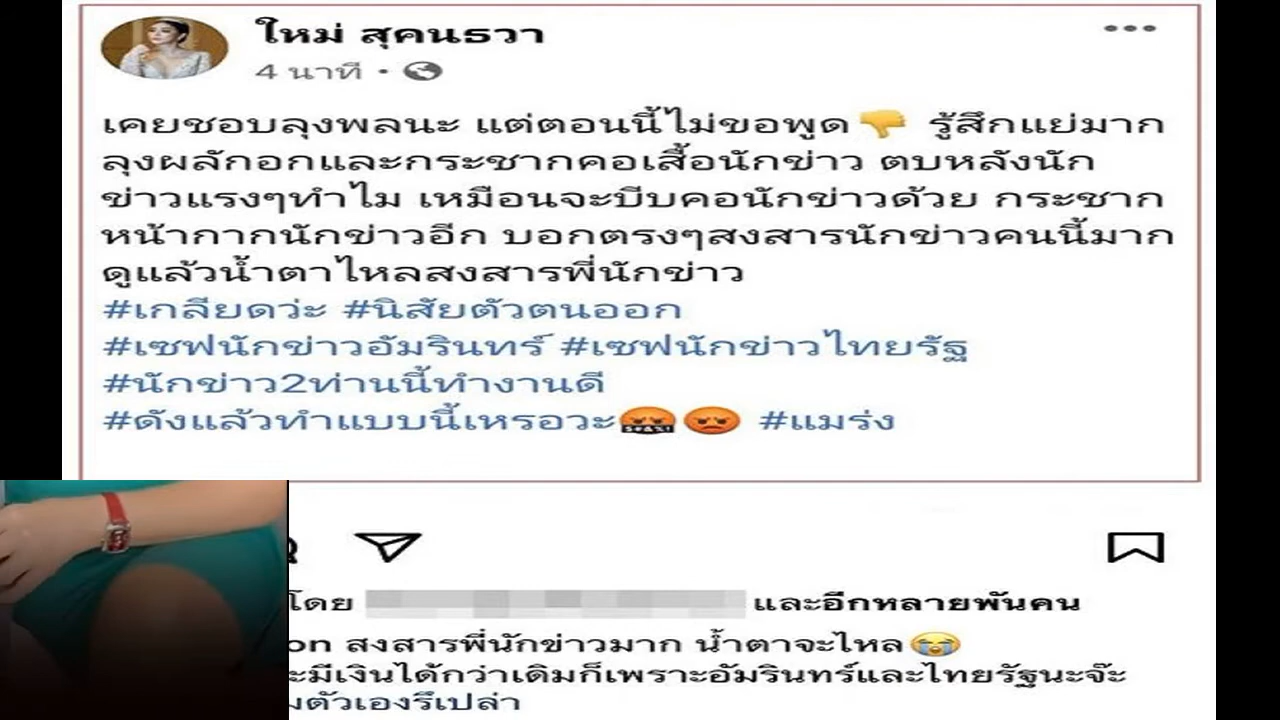 ใหม่ สุคนธวา
4 นาที ·
เคยชอบลุงพลนะ แต่ตอนนี้ไม่ขอพูด👎 รู้สึกแย่มาก
ลุงผลักอกและกระชากคอเสื้อนักข่าว ตบหลังนัก
ข่าวแรงๆทำไม เหมือนจะบีบคอนักข่าวด้วย กระชาก
หน้ากากนักข่าวอีก บอกตรงๆสงสารนักข่าวคนนี้มาก
ดูแล้วน้ำตาไหลสงสารพี่นักข่าว
#เกลียดว่ะ #นิสัยตัวตนออก
#เซฟนักข่าวอัมรินทร์ #เซฟนักข่าวไทยรัฐ
#นักข่าว2ท่านนี้ทำงานดี
#ดังแล้วทำแบบนี้เหรอวะ🤬😡 #แมร่ง
โดย และอีกหลายพันคน
on สงสารพี่นักข่าวมาก น้ำตาจะไหล😭
ะมีเงินได้กว่าเดิมก็เพราะอัมรินทร์และไทยรัฐนะจ๊ะ
มตัวเองรึเปล่า